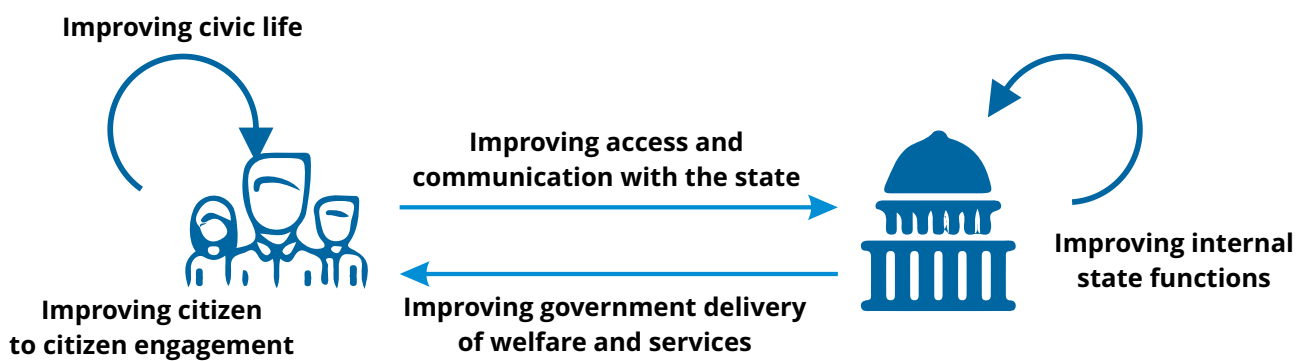 Improving civic life
Improving access and
communication with the state
Improving internal
state functions
Improving government delivery
of welfare and services
Improving citizen
to citizen engagement